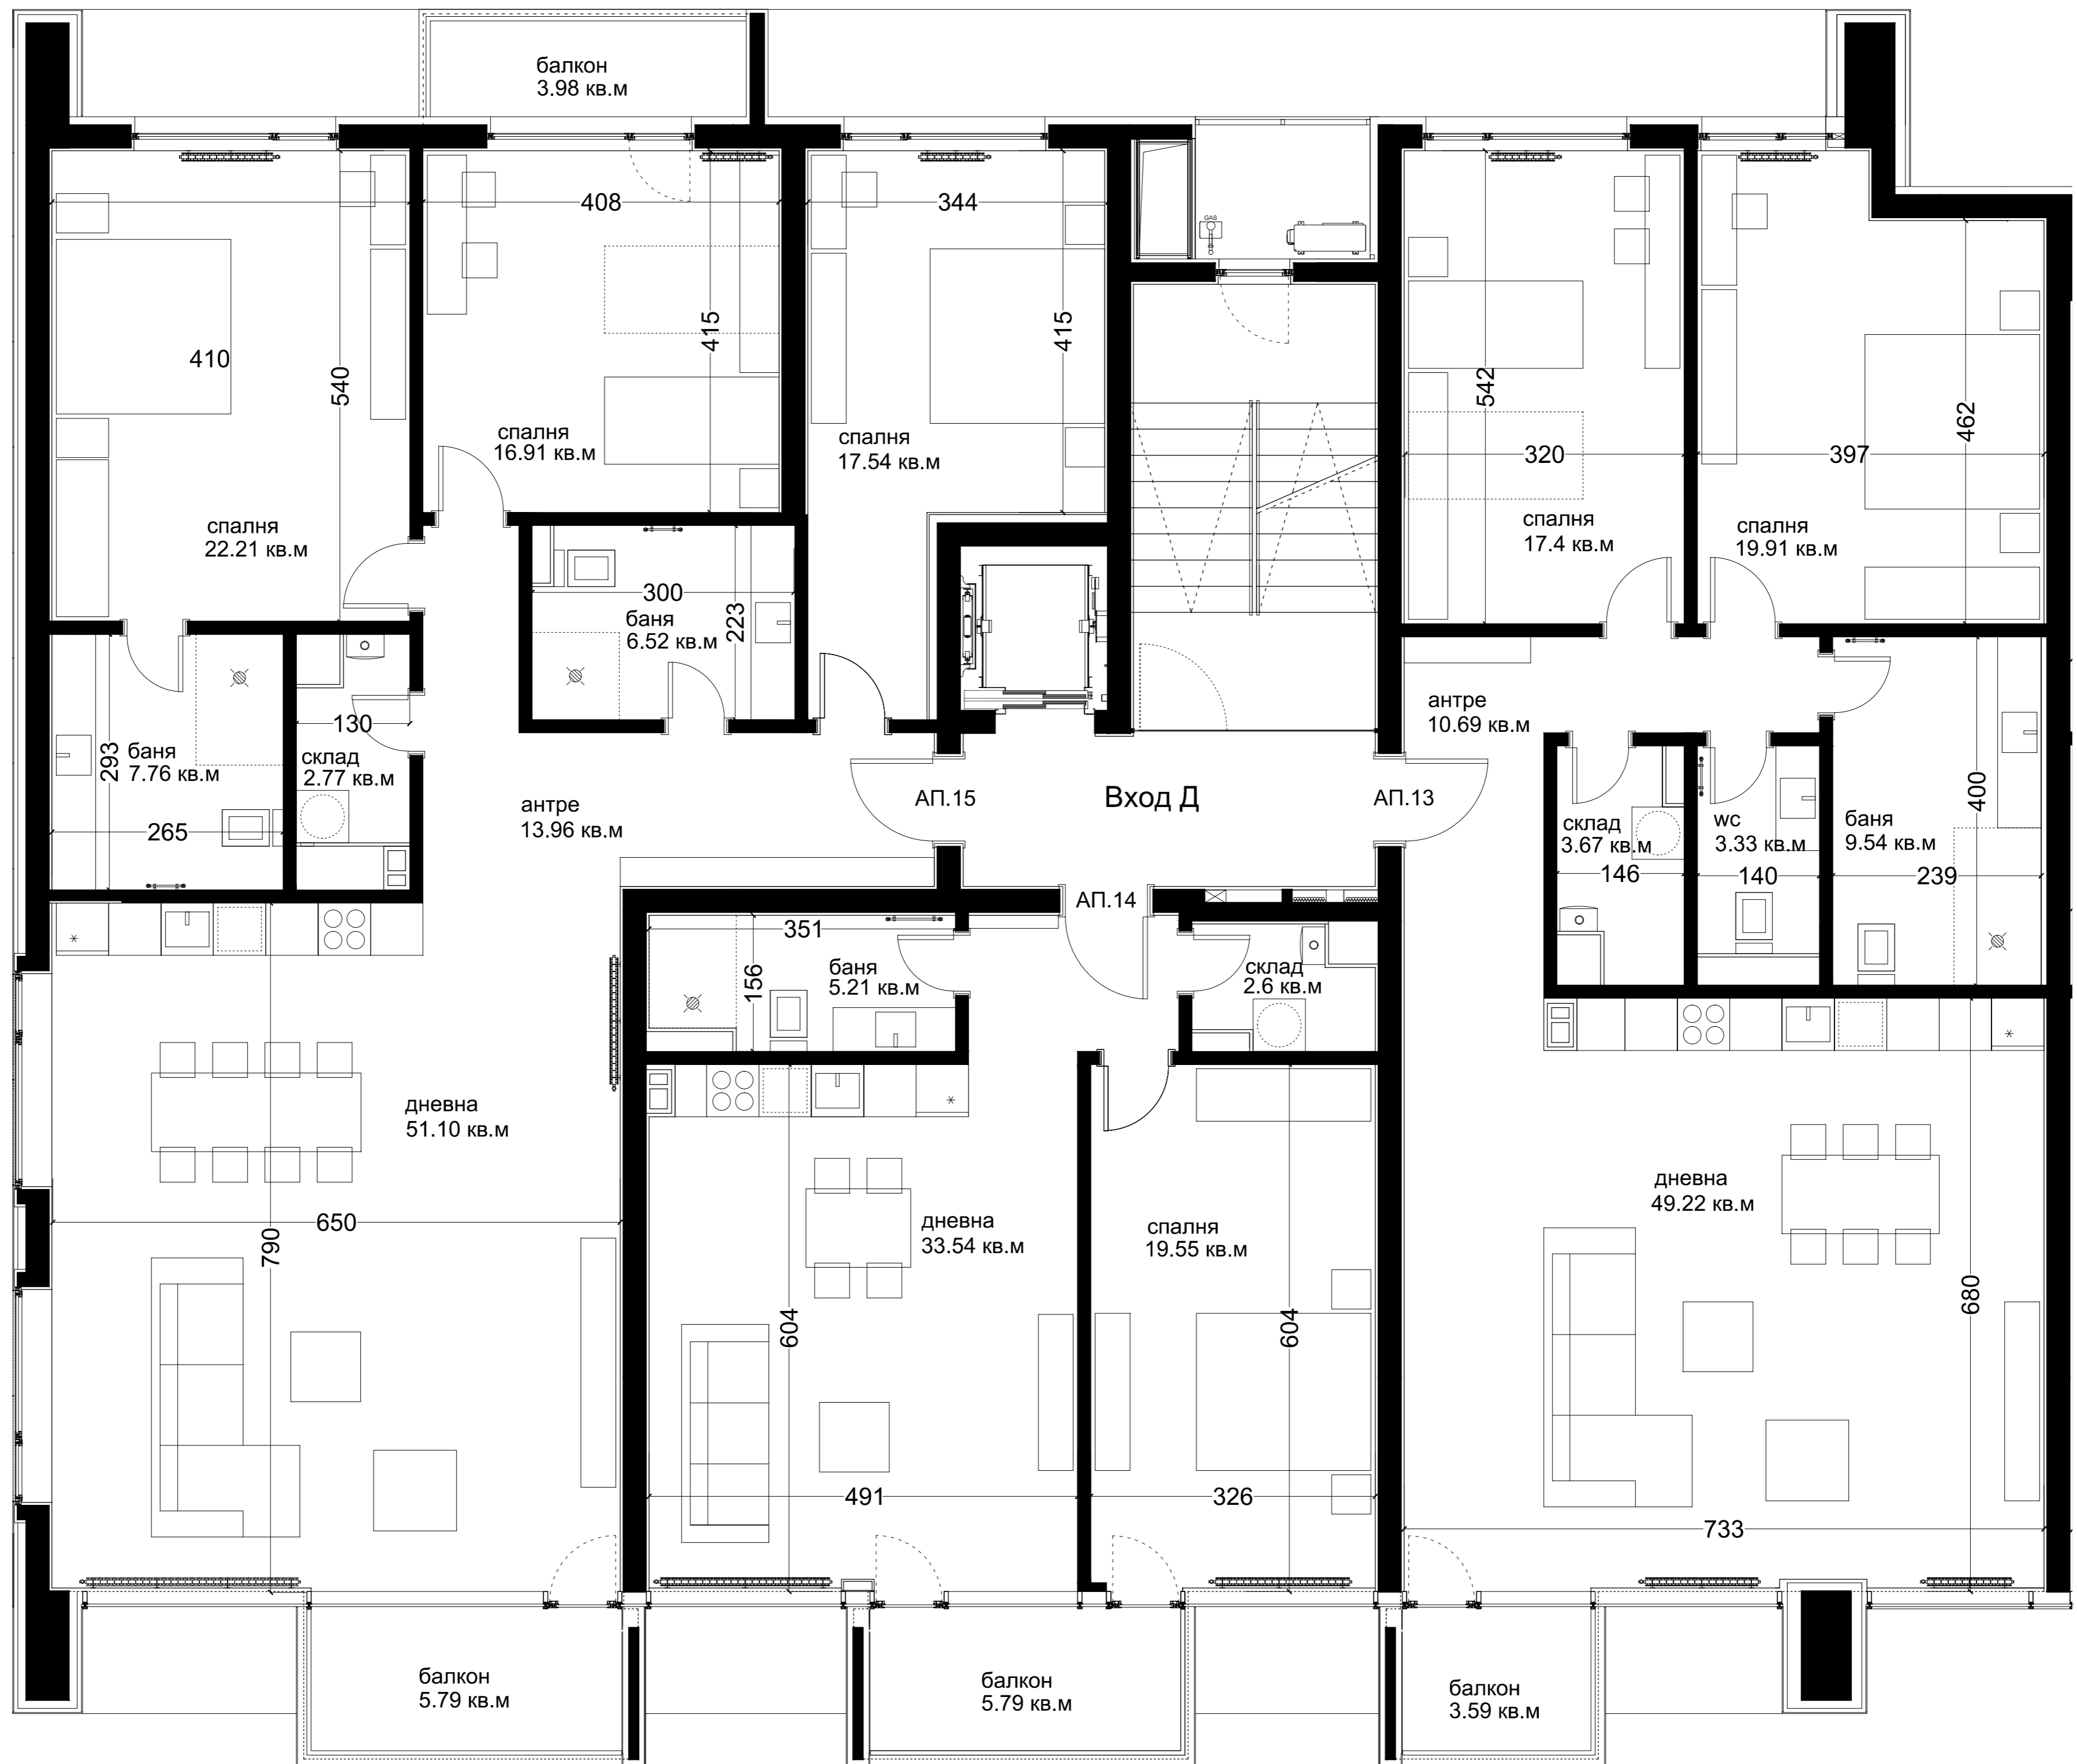 балкон
3.98 кв.м
408
344
GAS
410
540
415
415
542
462
320
397
спалня
16.91 кв.м
спалня
17.54 кв.м
спалня
22.21 кв.м
спалня
17.4 кв.м
спалня
19.91 кв.м
300
баня
6.52 кв.м
223
130
293
баня
7.76 кв.м
склад
2.77 кв.м
265
антре
13.96 кв.м
АП.15
Вход Д
АП.13
АП.14
антре
10.69 кв.м
склад
3.67 кв.м
146
wc
3.33 кв.м
140
баня
9.54 кв.м
400
239
351
156
баня
5.21 кв.м
склад
2.6 кв.м
*
*
*
дневна
51.10 кв.м
650
790
дневна
33.54 кв.м
604
491
спалня
19.55 кв.м
604
326
дневна
49.22 кв.м
680
733
балкон
5.79 кв.м
балкон
5.79 кв.м
балкон
3.59 кв.м